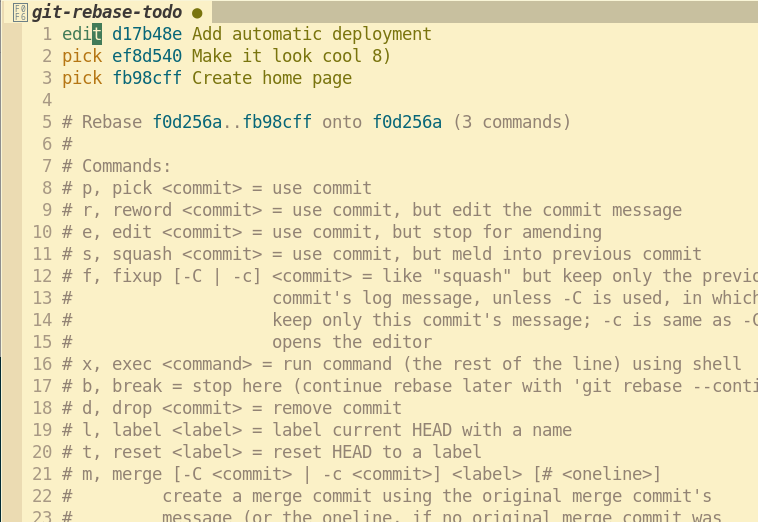 git-rebase-todo ●
1 edit d17b48e Add automatic deployment
2 pick ef8d540 Make it look cool 8)
3 pick fb98cff Create home page
4
5 # Rebase f0d256a..fb98cff onto f0d256a (3 commands)
6 #
7 # Commands:
8 # p, pick <commit> = use commit
9 # r, reword <commit> = use commit, but edit the commit message
10 # e, edit <commit> = use commit, but stop for amending
11 # s, squash <commit> = use commit, but meld into previous commit
12 # f, fixup [-C | -c] <commit> = like "squash" but keep only the previo
13 #                    commit's log message, unless -C is used, in which
14 #                    keep only this commit's message; -c is same as -C
15 #                    opens the editor
16 # x, exec <command> = run command (the rest of the line) using shell
17 # b, break = stop here (continue rebase later with 'git rebase --conti
18 # d, drop <commit> = remove commit
19 # l, label <label> = label current HEAD with a name
20 # t, reset <label> = reset HEAD to a label
21 # m, merge [-C <commit> | -c <commit>] <label> [# <oneline>]
22 #         create a merge commit using the original merge commit's
23 #         message (or the oneline, if no original merge commit was